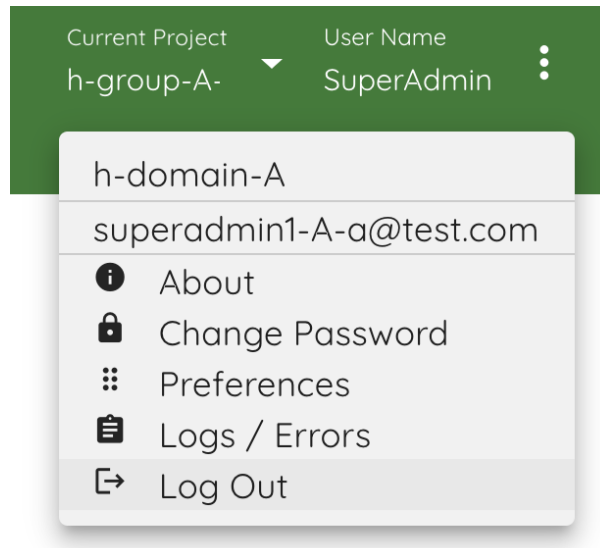 Current Project
User Name
h-group-A-
SuperAdmin
h-domain-A
superadmin1-A-a@test.com
About
Change Password
Preferences
Logs / Errors
Log Out